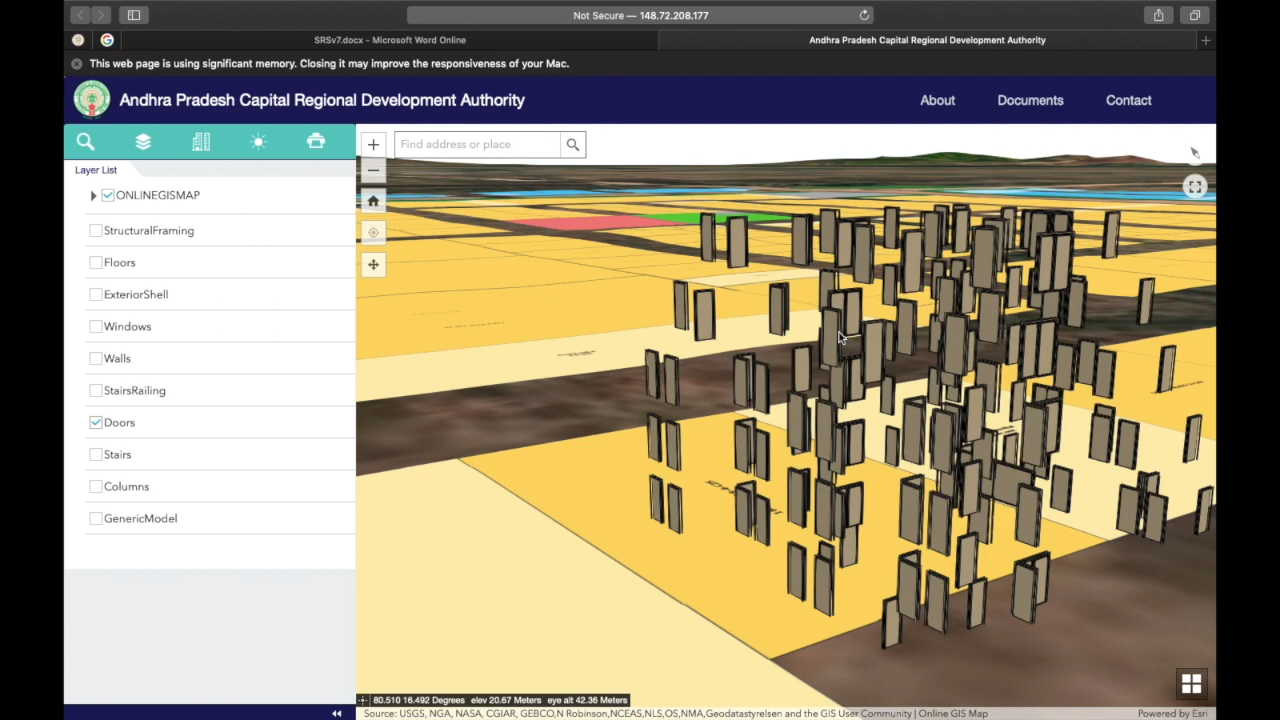 Not Secure — 148.72.208.177
SRSv7.docx - Microsoft Word Online
Andhra Pradesh Capital Regional Development Authority
This web page is using significant memory. Closing it may improve the responsiveness of your Mac.
Andhra Pradesh Capital Regional Development Authority
About
Documents
Contact
Find address or place
Layer List
ONLINEGISMAP
StructuralFraming
Floors
ExteriorShell
Windows
Walls
StairsRailing
Doors
Stairs
Columns
GenericModel
80.510 16.492 Degrees elev 20.67 Meters eye alt 42.36 Meters
Source: USGS, NGA, NASA, CGIAR, GEBCO,N Robinson,NCEAS,NLS,OS,NMA,Geodatastyrelsen and the GIS User Community | Online GIS Map
Powered by Esri